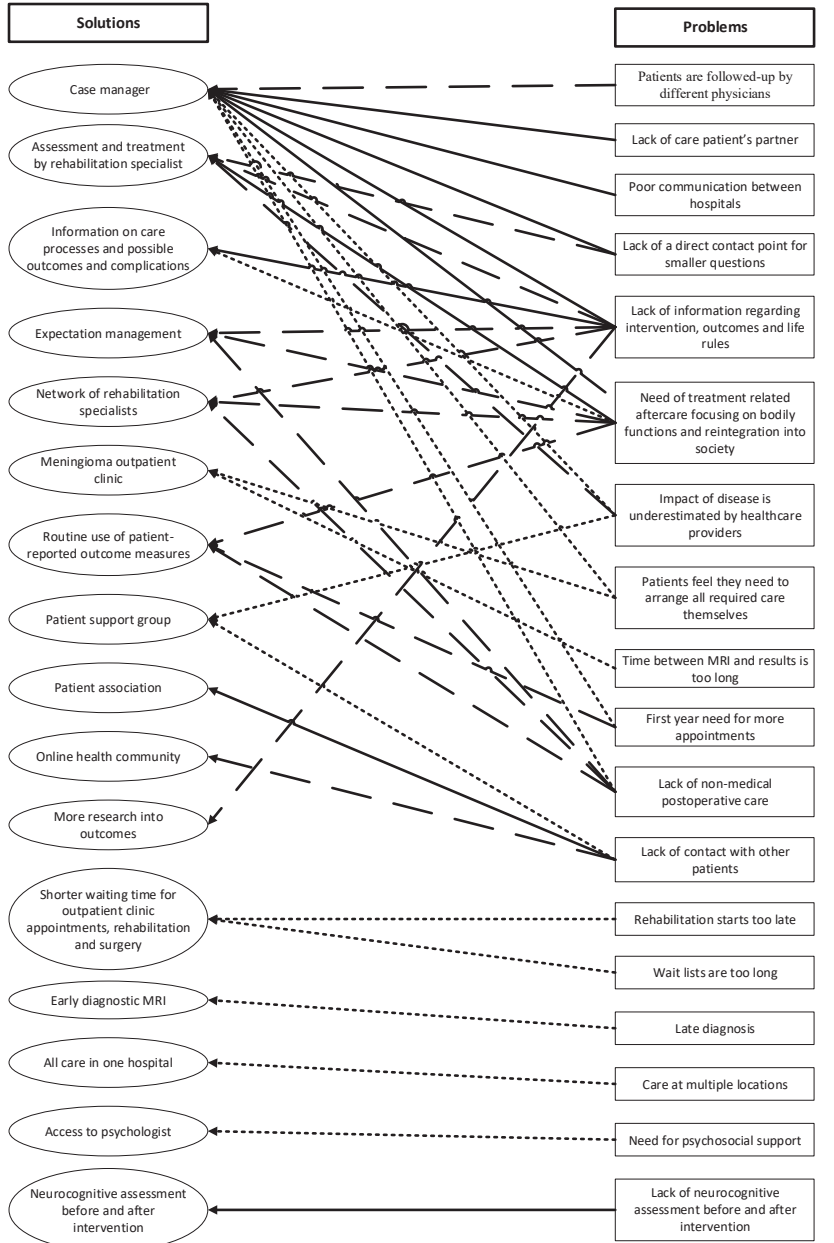 Solutions
Case manager
Assessment and treatment
by rehabilitation specialist
Information on care
processes and possible
outcomes and complications
Expectation management
Network of rehabilitation
specialists
Meningioma outpatient
clinic
Routine use of patient-
reported outcome measures
Patient support group
Patient association
Online health community
More research into
outcomes
Shorter waiting time for
outpatient clinic
appointments, rehabilitation
and surgery
Early diagnostic MRI
All care in one hospital
Access to psychologist
Neurocognitive assessment
before and after
intervention
Problems
Patients are followed-up by
different physicians
Lack of care patient's partner
Poor communication between
hospitals
Lack of a direct contact point for
smaller questions
Lack of information regarding
intervention, outcomes and life
rules
Need of treatment related
aftercare focusing on bodily
functions and reintegration into
society
Impact of disease is
underestimated by healthcare
providers
Patients feel they need to
arrange all required care
themselves
Time between MRI and results is
too long
First year need for more
appointments
Lack of non-medical
postoperative care
Lack of contact with other
patients
Rehabilitation starts too late
Wait lists are too long
Late diagnosis
Care at multiple locations
Need for psychosocial support
Lack of neurocognitive
assessment before and after
intervention